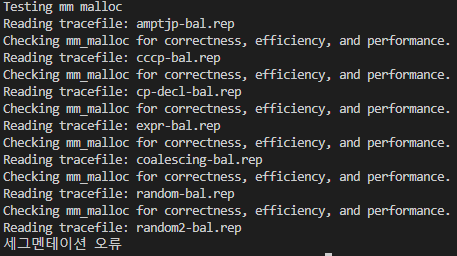 Testing mm malloc
Reading tracefile: amptjp-bal.rep
Checking mm_malloc for correctness, efficiency, and performance.
Reading tracefile: cccp-bal.rep
Checking mm_malloc for correctness, efficiency, and performance.
Reading tracefile: cp-decl-bal.rep
Checking mm_malloc for correctness, efficiency, and performance.
Reading tracefile: expr-bal.rep
Checking mm_malloc for correctness, efficiency, and performance.
Reading tracefile: coalescing-bal.rep
Checking mm_malloc for correctness, efficiency, and performance.
Reading tracefile: random-bal.rep
Checking mm_malloc for correctness, efficiency, and performance.
Reading tracefile: random2-bal.rep
세그멘테이션 오류